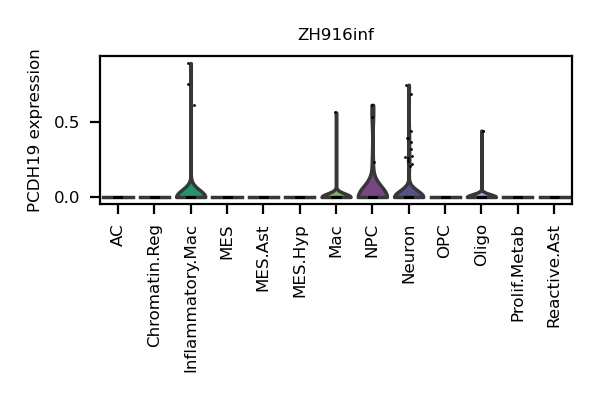 ZH916inf
PCDH19 expression
0.5
0.0
AC
Chromatin.Reg
Inflammatory.Mac
MES
MES.Ast
MES.Hyp
Mac
NPC
Neuron
OPC
Oligo
Prolif.Metab
Reactive.Ast